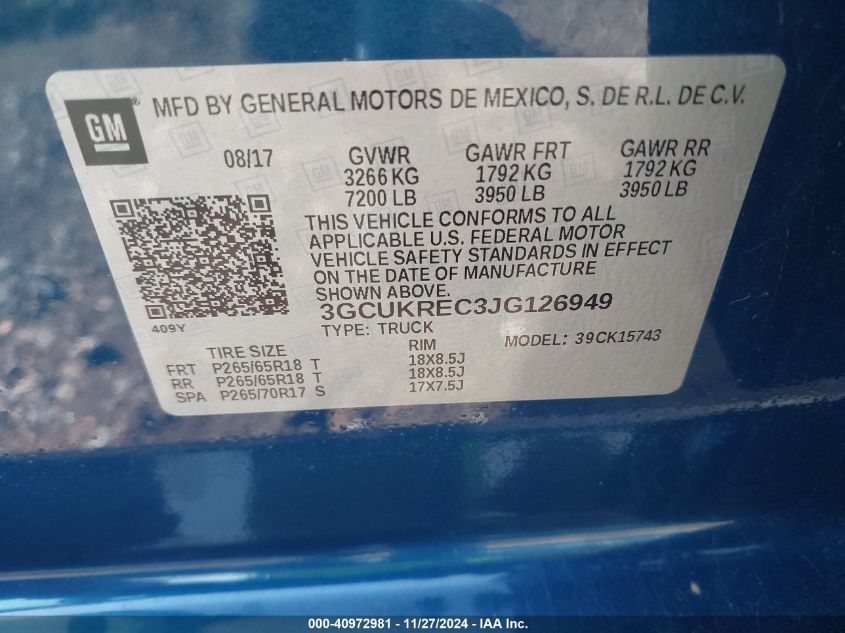 GM
MFD BY GENERAL MOTORS DE MEXICO, S. DE R.L. DE C.V.
08/17 GVWR GAWR FRT GAWR RR
3266 KG 1792 KG 1792 KG
7200 LB 3950 LB 3950 LB
THIS VEHICLE CONFORMS TO ALL
APPLICABLE U.S. FEDERAL MOTOR
VEHICLE SAFETY STANDARDS IN EFFECT
ON THE DATE OF MANUFACTURE
SHOWN ABOVE.
3GCUKREC3JG126949
409Y TYPE: TRUCK MODEL: 39CK15743
TIRE SIZE RIM
FRT P265/65R18 T 18X8.5J
RR P265/65R18 T 18X8.5J
SPA P265/70R17 S 17X7.5J
000-40972981 - 11/27/2024 - IAA Inc.